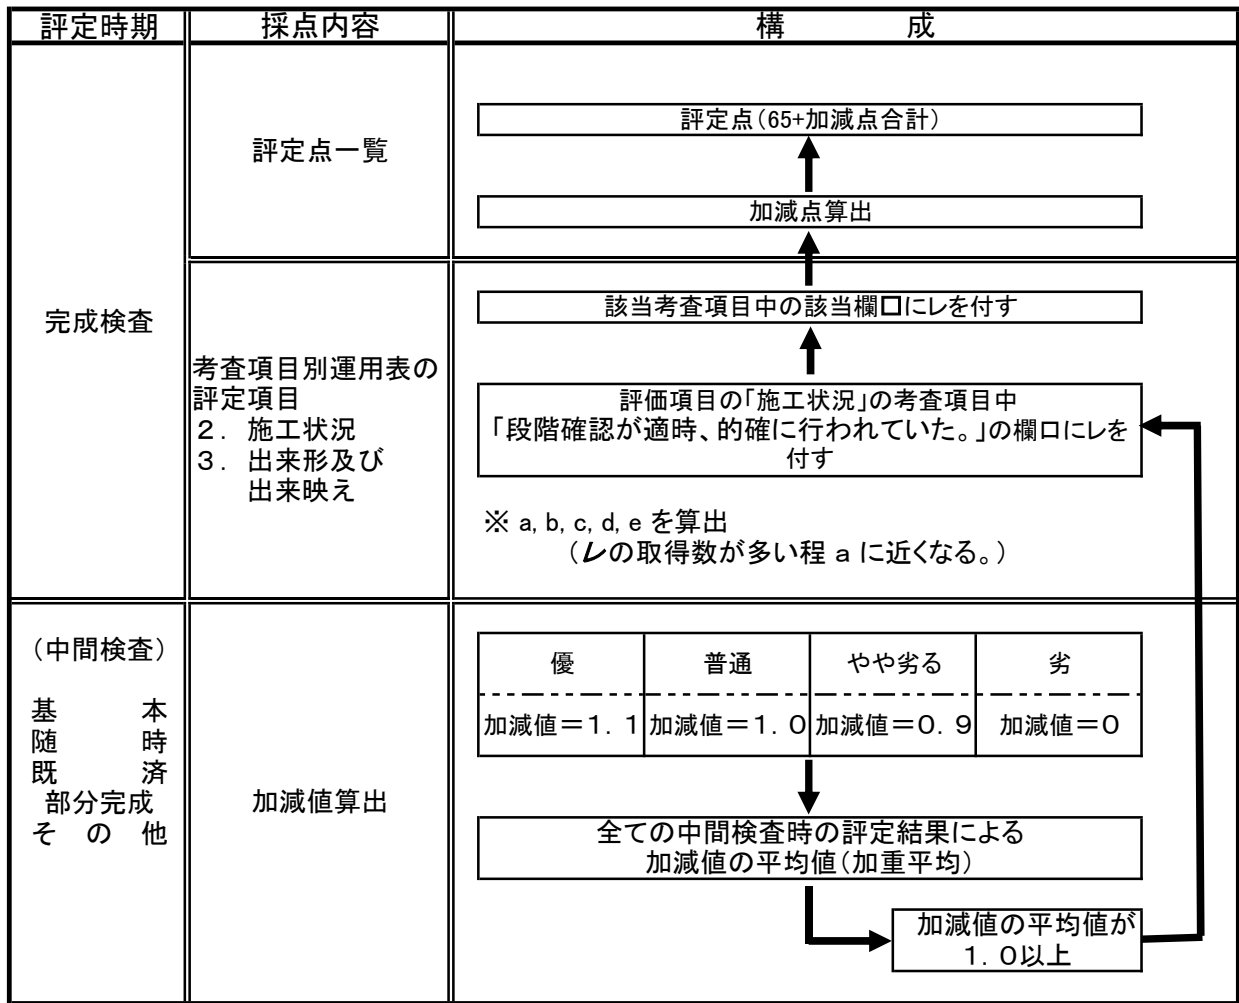 評定時期
採点内容
構 成
完成検査
評定点一覧
評定点(65+加減点合計)
加減点算出
考査項目別運用表の
評定項目
2. 施工状況
3. 出来形及び
出来映え
該当考査項目中の該当欄口にレを付す
評価項目の「施工状況」の考査項目中
「段階確認が適時、的確に行われていた。」の欄ロにレを
付す
※ a, b, c, d, e を算出
(レの取得数が多い程 a に近くなる。)
(中間検査)
基 本
随 時
既 済
部分完成
そ の 他
加減値算出
優
普通
やや劣る
劣
加減値=1. 1
加減値=1. 0
加減値=0. 9
加減値=0
全ての中間検査時の評定結果による
加減値の平均値(加重平均)
加減値の平均値が
1. 0以上